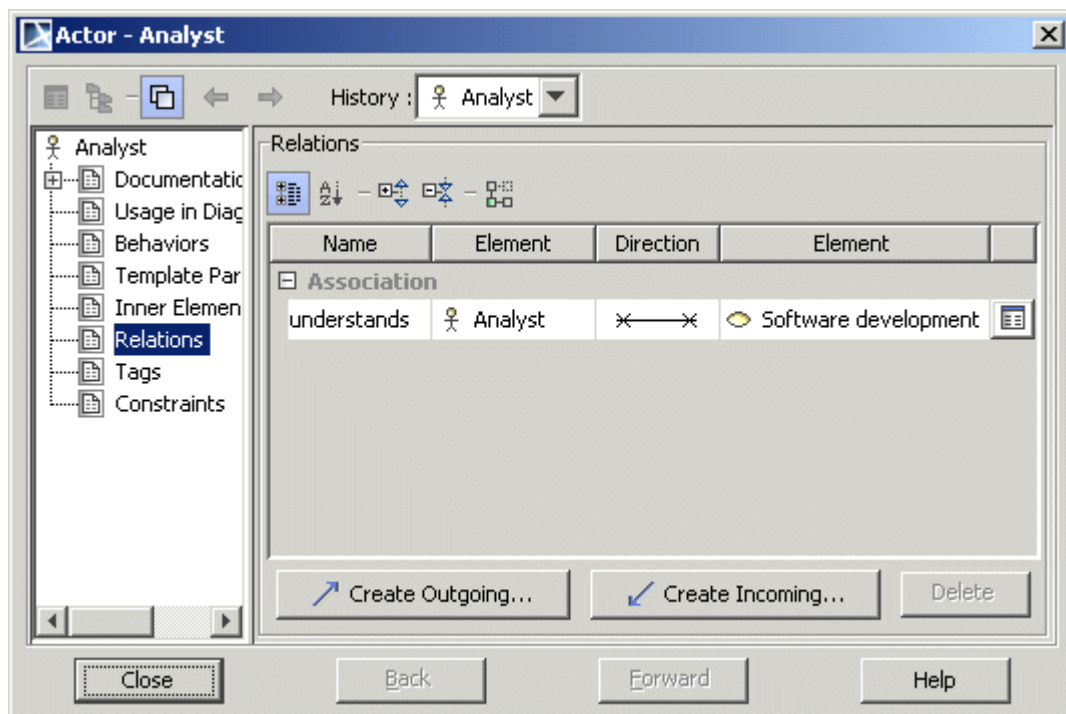 Actor - Analyst
History : Analyst
Analyst
Documentatic
Usage in Diag
Behaviors
Template Par
Inner Elemen
Relations
Tags
Constraints
Relations
Name Element Direction Element
Association
understands Analyst Software development
Create Outgoing... Create Incoming... Delete
Close Back Forward Help